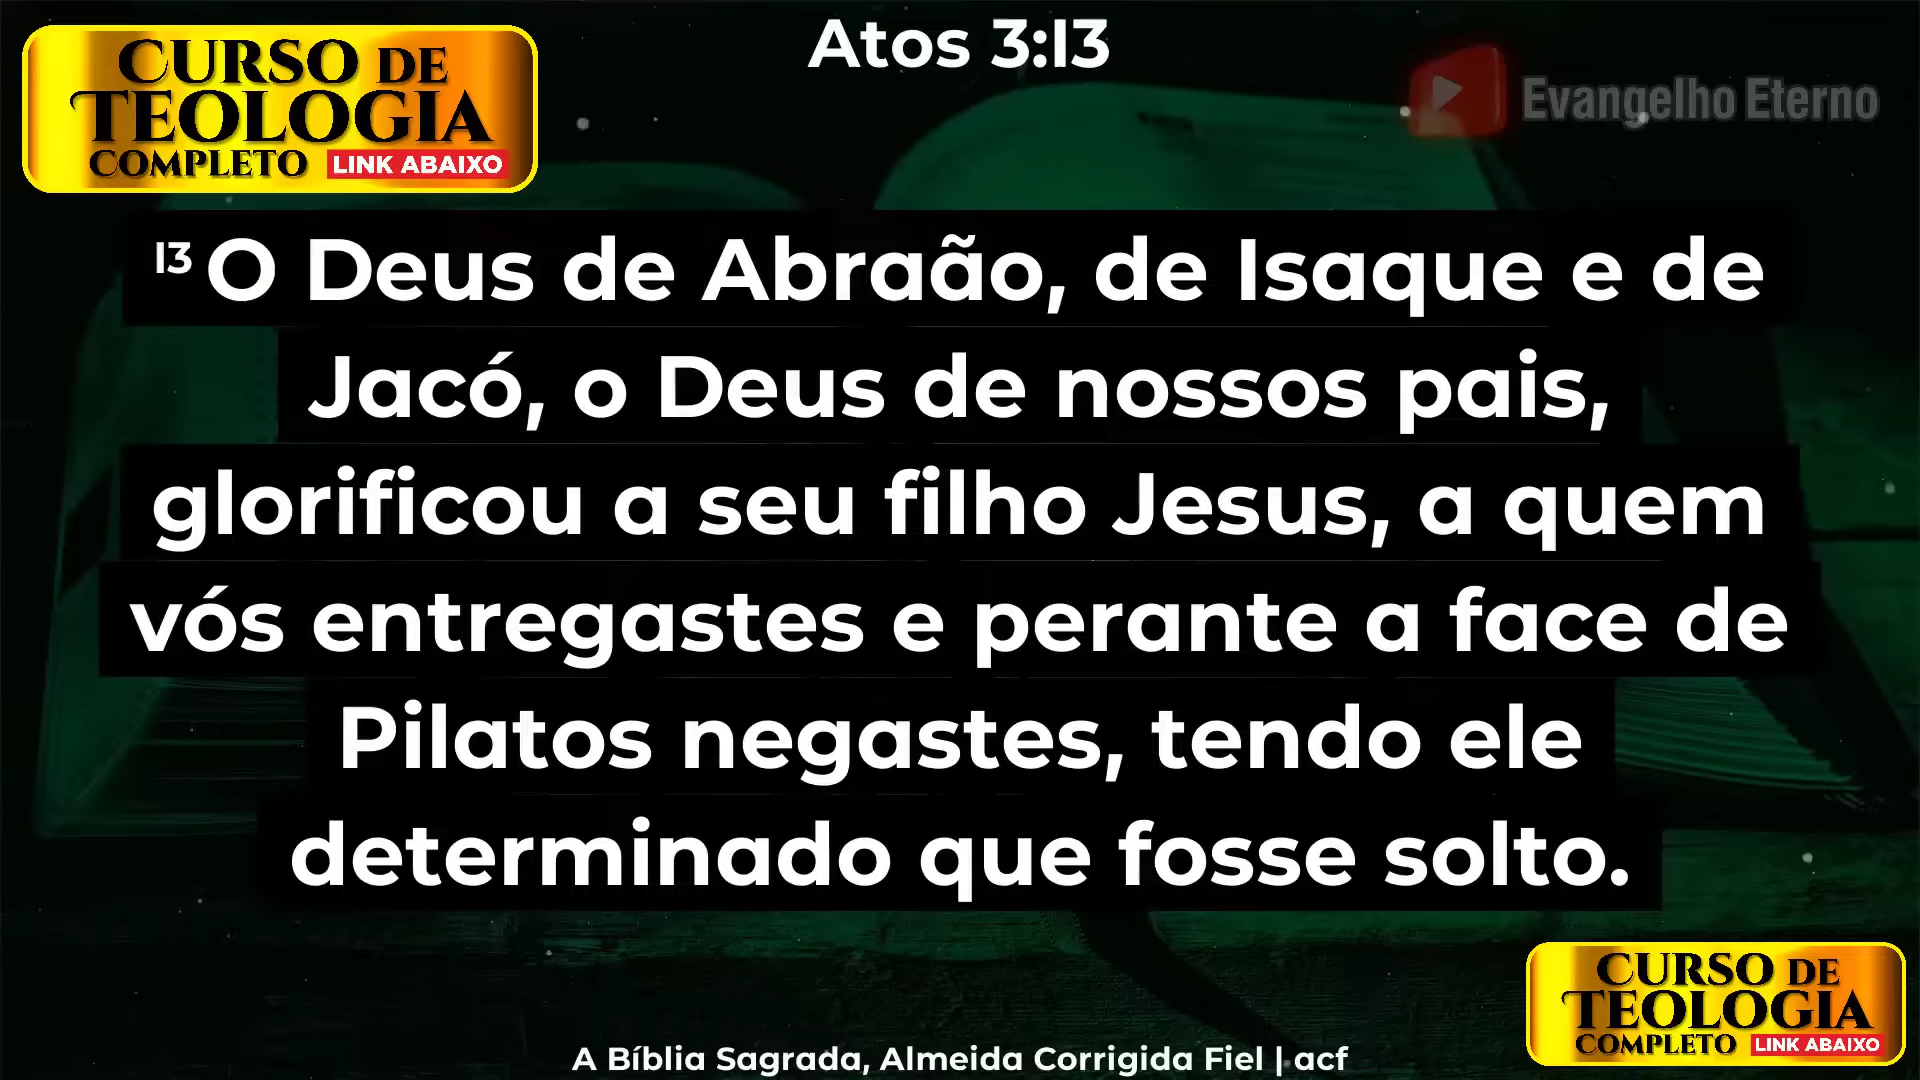 Atos 3:13
CURSO DE
TEOLOGIA
COMPLETO LINK ABAIXO
Evangelho Eterno
13 O Deus de Abraão, de Isaque e de
Jacó, o Deus de nossos pais,
glorificou a seu filho Jesus, a quem
vós entregastes e perante a face de
Pilatos negastes, tendo ele
determinado que fosse solto.
CURSO DE
TEOLOGIA
COMPLETO LINK ABAIXO
A Bíblia Sagrada, Almeida Corrigida Fiel | acf